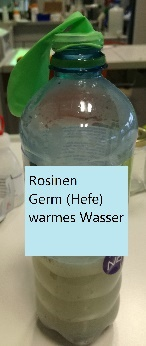 Rosinen
Germ (Hefe)
warmes Wasser